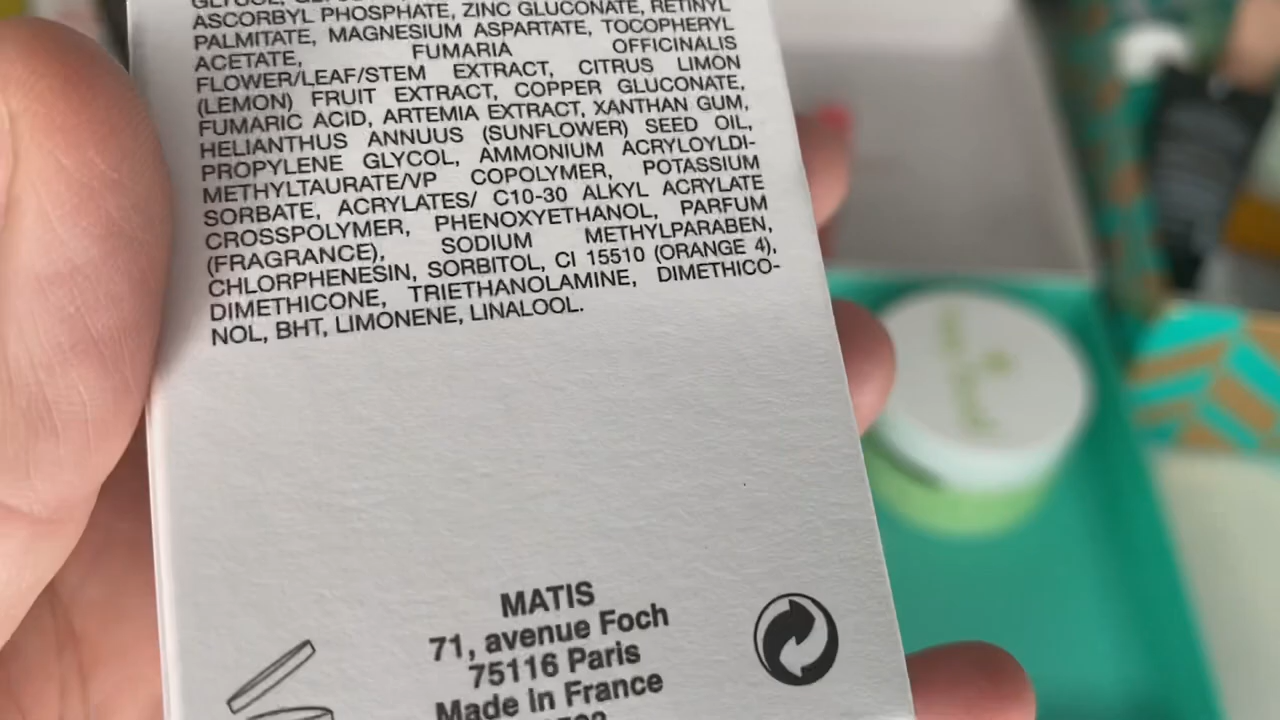 ASCORBYL PHOSPHATE, ZINC GLUCONATE, RETINYL
PALMITATE, MAGNESIUM ASPARTATE, TOCOPHERYL
ACETATE, FUMARIA OFFICINALIS
FLOWER/LEAF/STEM EXTRACT, CITRUS LIMON
(LEMON) FRUIT EXTRACT, COPPER GLUCONATE,
FUMARIC ACID, ARTEMIA EXTRACT, XANTHAN GUM,
HELIANTHUS ANNUUS (SUNFLOWER) SEED OIL,
PROPYLENE GLYCOL, AMMONIUM ACRYLOYLDI-
METHYLTAURATE/VP COPOLYMER, POTASSIUM
SORBATE, ACRYLATES/ C10-30 ALKYL ACRYLATE
CROSSPOLYMER, PHENOXYETHANOL, PARFUM
(FRAGRANCE), SODIUM METHYLPARABEN,
CHLORPHENESIN, SORBITOL, CI 15510 (ORANGE 4),
DIMETHICONE, TRIETHANOLAMINE, DIMETHICO-
NOL, BHT, LIMONENE, LINALOOL.
MATIS
71, avenue Foch
75116 Paris
Made In France